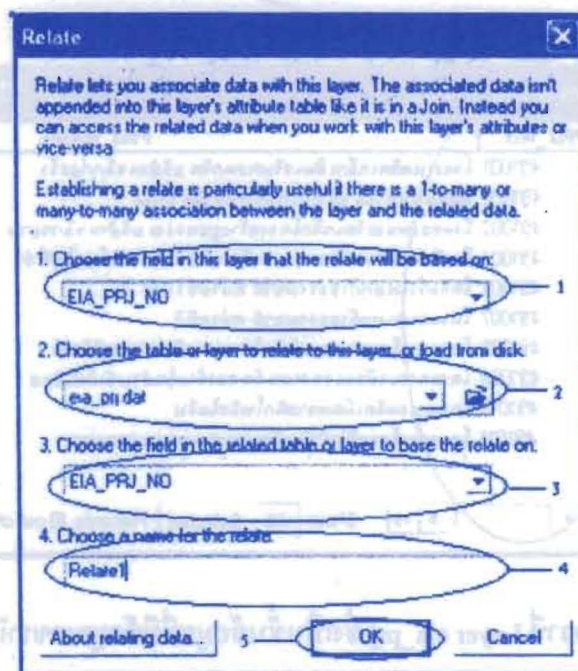 Relate
Relate lets you associate data with this layer. The associated data isn't
appended into this layer's attribute table like it is in a Join. Instead you
can access the related data when you work with this layer's attributes or
vice-versa
Establishing a relate is particularly useful if there is a 1-to-many or
many-to-many association between the layer and the related data.
1. Choose the field in this layer that the relate will be based on:
EIA_PRJ_NO
1
2. Choose the table or layer to relate to this layer, or load from disk:
eia_prj dat
2
3. Choose the field in the related table or layer to base the relate on:
EIA_PRJ_NO
3
4. Choose a name for the relate:
Relate1
4
About relating data...
5
OK
Cancel